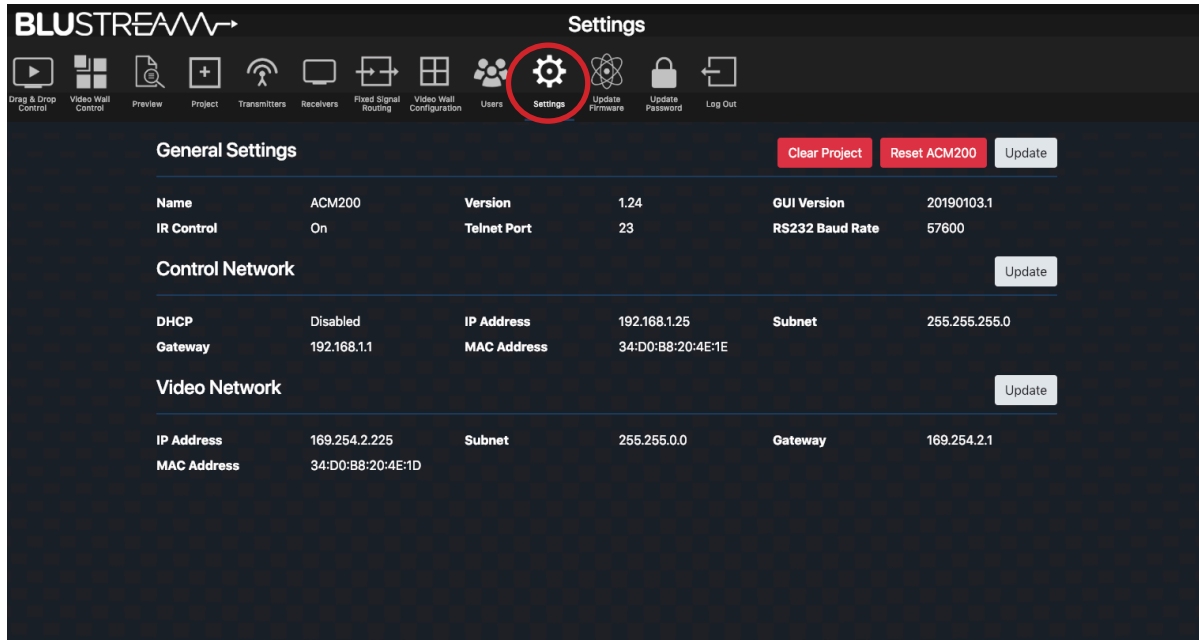 BLUSTREAM Settings
Drag & Drop Control Video Wall Control Preview Project Transmitters Receivers Fixed Signal Routing Video Wall Configuration Users Settings Update Firmware Update Password Log Out
General Settings Clear Project Reset ACM200 Update
Name ACM200 Version 1.24 GUI Version 20190103.1
IR Control On Telnet Port 23 RS232 Baud Rate 57600
Control Network Update
DHCP Disabled IP Address 192.168.1.25 Subnet 255.255.255.0
Gateway 192.168.1.1 MAC Address 34:D0:B8:20:4E:1E
Video Network Update
IP Address 169.254.2.225 Subnet 255.255.0.0 Gateway 169.254.2.1
MAC Address 34:D0:B8:20:4E:1D